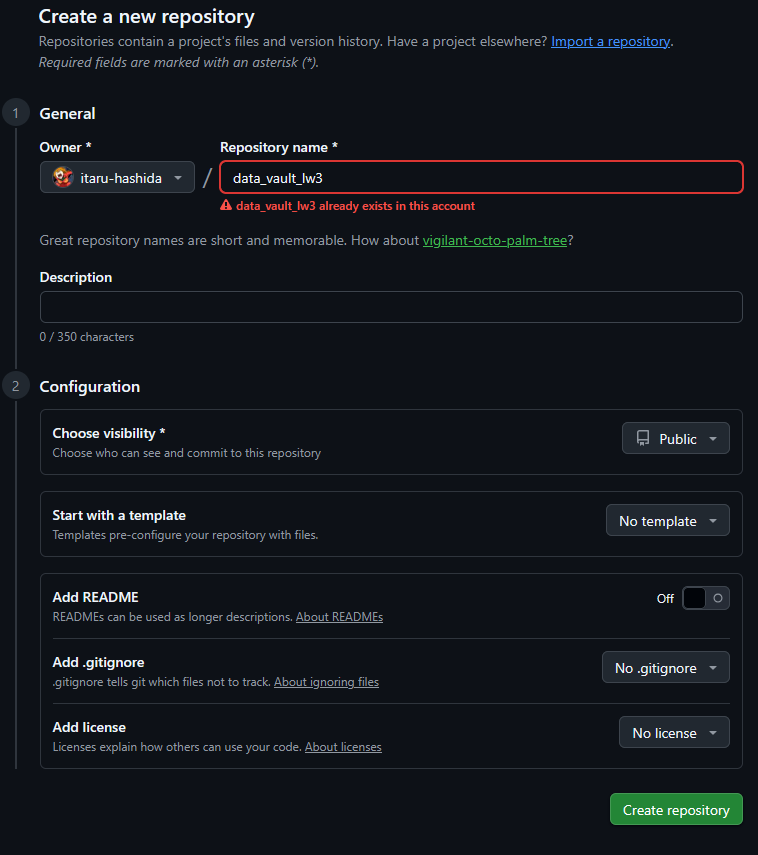 Create a new repository
Repositories contain a project's files and version history. Have a project elsewhere? Import a repository.
Required fields are marked with an asterisk (*).
1
General
Owner *
Repository name *
itaru-hashida
/
data_vault_lw3
data_vault_lw3 already exists in this account
Great repository names are short and memorable. How about vigilant-octo-palm-tree?
Description
0 / 350 characters
2
Configuration
Choose visibility *
Choose who can see and commit to this repository
Public
Start with a template
Templates pre-configure your repository with files.
No template
Add README
READMEs can be used as longer descriptions. About READMEs
Off
Add .gitignore
.gitignore tells git which files not to track. About ignoring files
No .gitignore
Add license
Licenses explain how others can use your code. About licenses
No license
Create repository